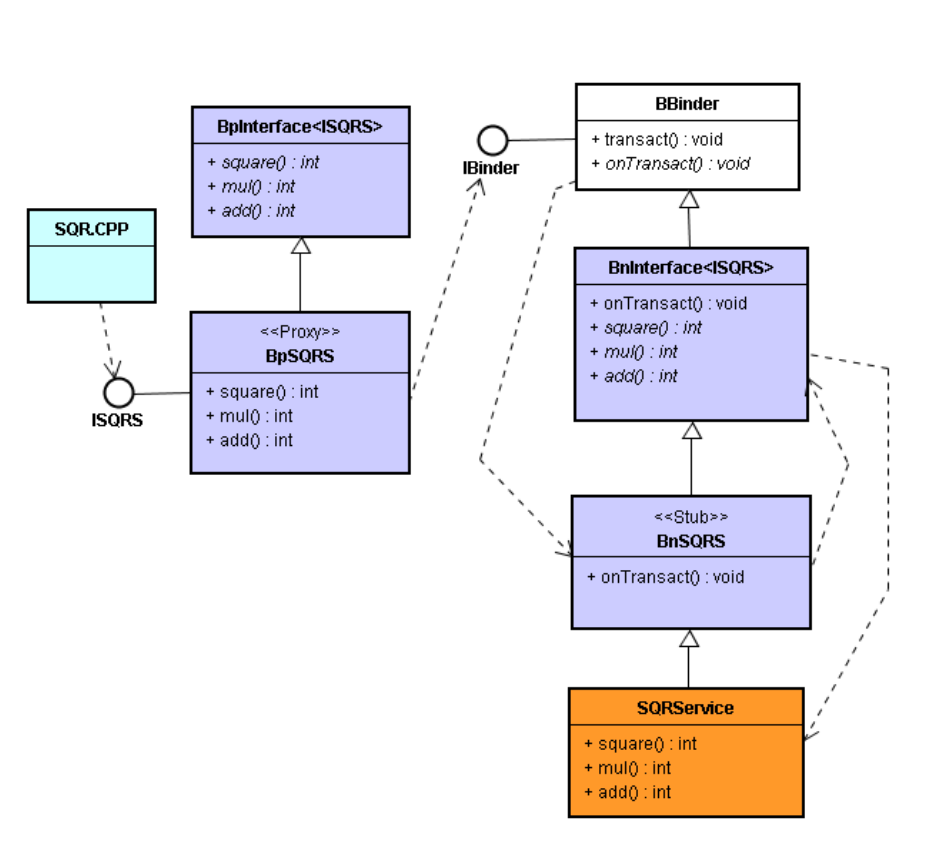 BBinder
+ transact() : void
+ onTransact() : void
IBinder
BpInterface<ISQRS>
+ square() : int
+ mul() : int
+ add() : int
SQR.CPP
BnInterface<ISQRS>
+ onTransact() : void
+ square() : int
+ mul() : int
+ add() : int
<<Proxy>>
BpSQRS
+ square() : int
+ mul() : int
+ add() : int
ISQRS
<<Stub>>
BnSQRS
+ onTransact() : void
SQRService
+ square() : int
+ mul() : int
+ add() : int